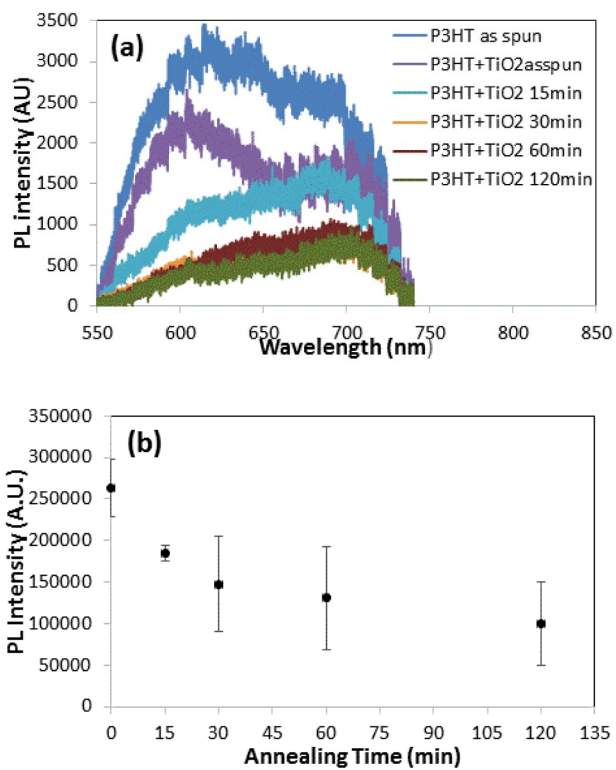 (a)
P3HT as spun
P3HT+TiO2asspun
P3HT+TiO2 15min
P3HT+TiO2 30min
P3HT+TiO2 60min
P3HT+TiO2 120min
PL intensity (AU)
3500
3000
2500
2000
1500
1000
500
0
550 600 650 700 750 800 850
Wavelength (nm)
(b)
PL Intensity (A.U.)
350000
300000
250000
200000
150000
100000
50000
0
0 15 30 45 60 75 90 105 120 135
Annealing Time (min)